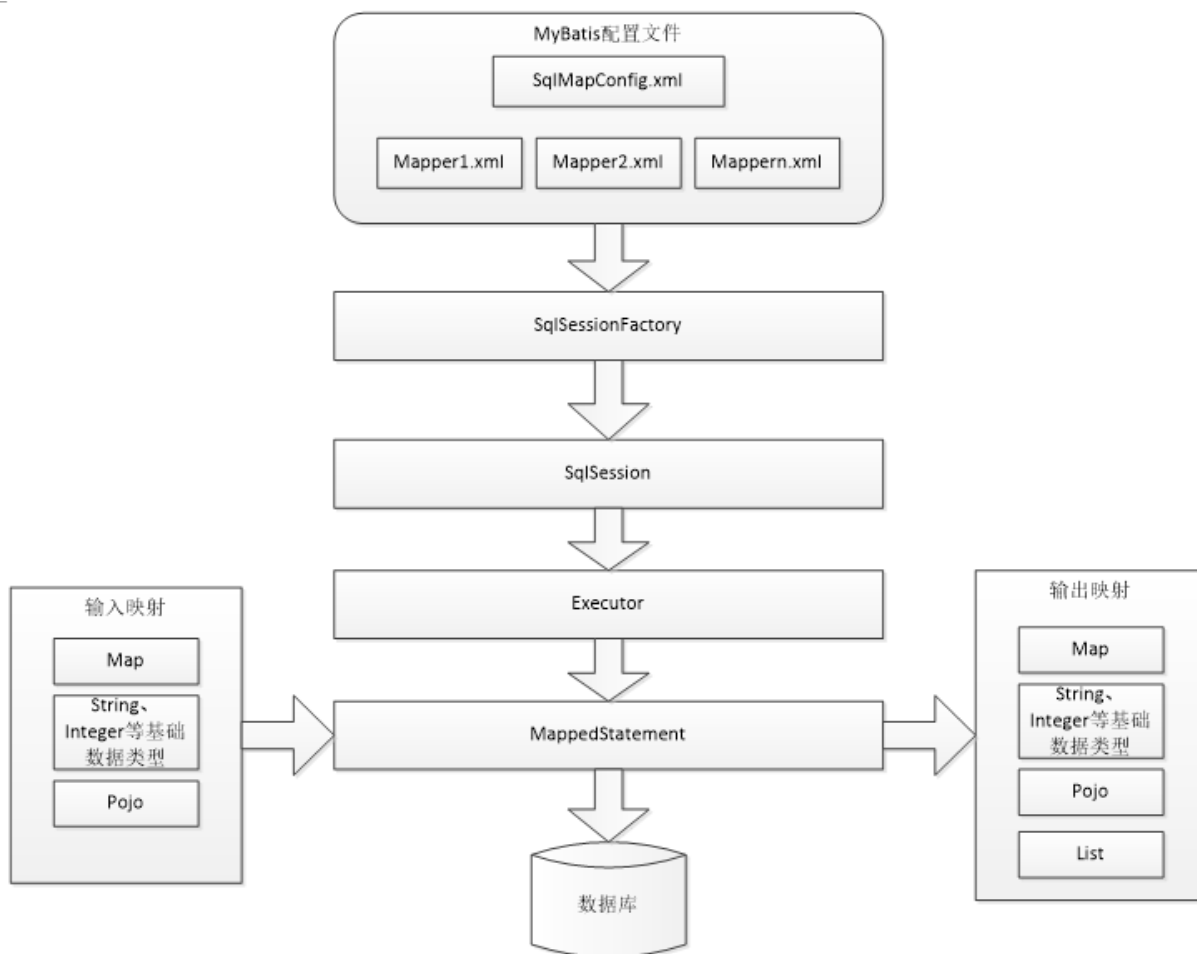 MyBatis配置文件
SqlMapConfig.xml
Mapper1.xml
Mapper2.xml
Mappern.xml
SqlSessionFactory
SqlSession
Executor
输入映射
Map
String、
Integer等基础
数据类型
Pojo
MappedStatement
输出映射
Map
String、
Integer等基础
数据类型
Pojo
List
数据库